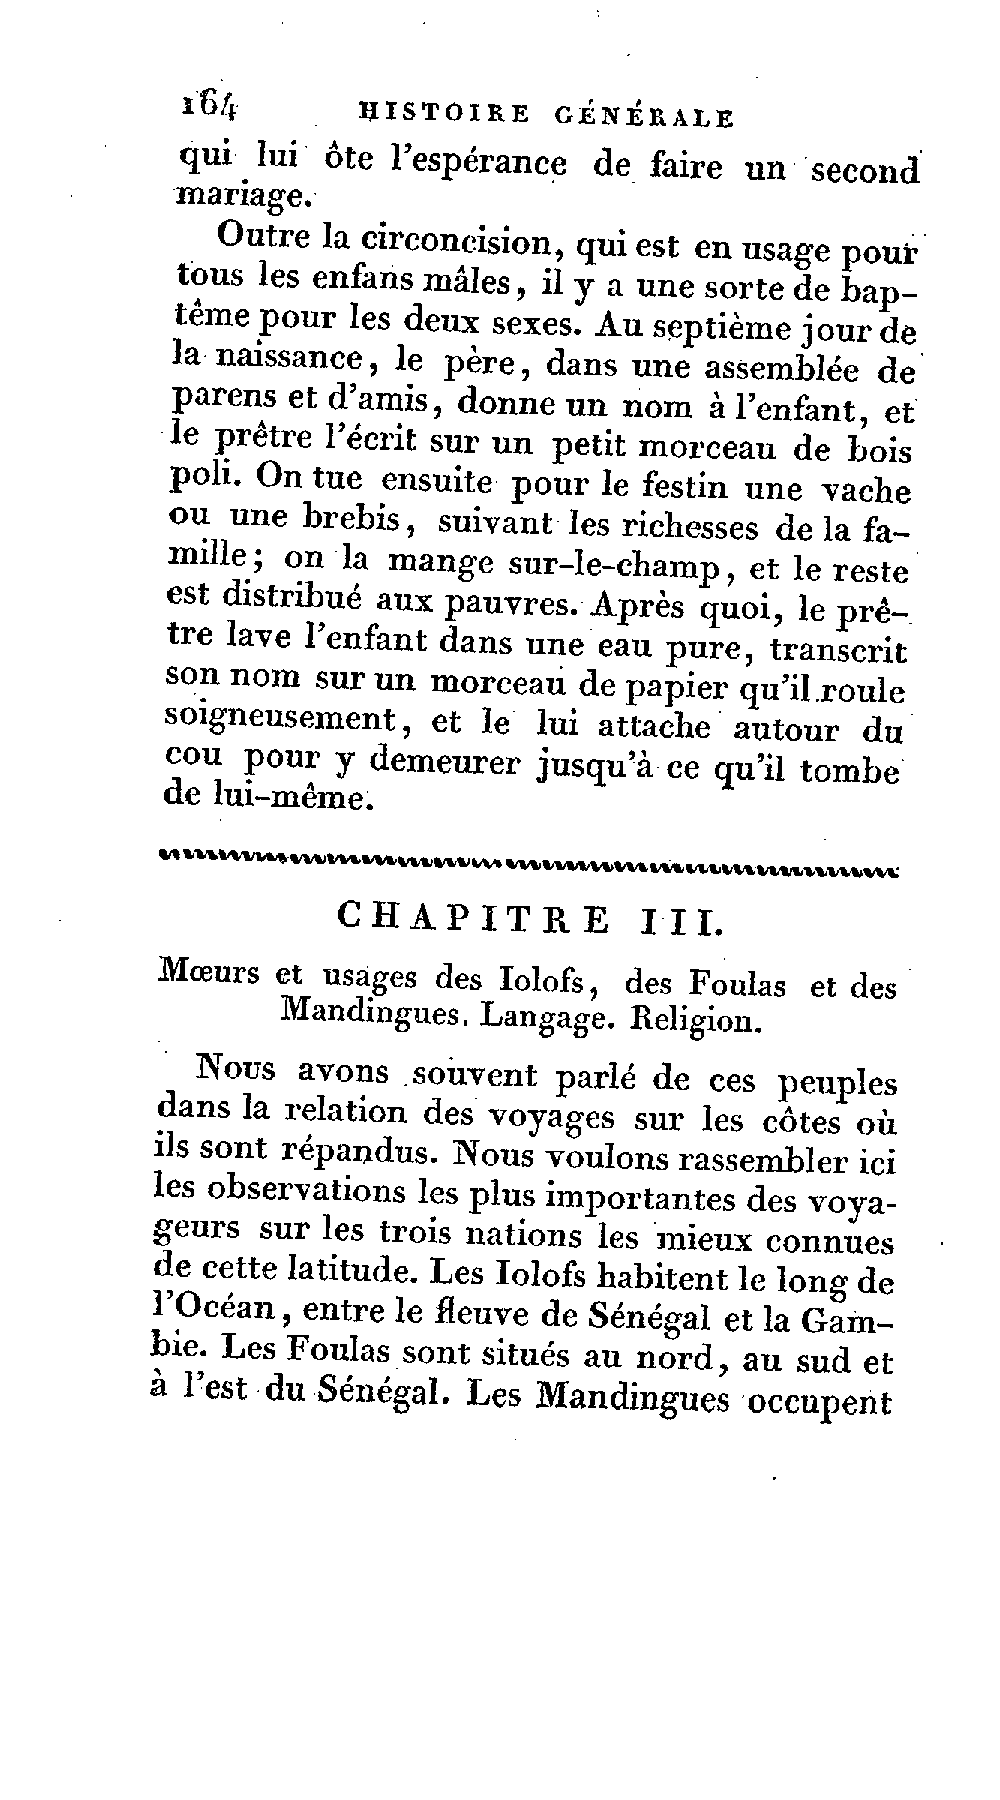 164 HISTOIRE GÉNÉRALE
qui lui ôte l'espérance de faire un second
mariage.
Outre la circoncision, qui est en usage pour
tous les enfans mâles, il y a une sorte de bap-
tême pour les deux sexes. Au septième jour de
la naissance, le père, dans une assemblée de
parens et d'amis, donne un nom à l'enfant, et
le prêtre l'écrit sur un petit morceau de bois
poli. On tue ensuite pour le festin une vache
ou une brebis, suivant les richesses de la fa-
mille; on la mange sur-le-champ, et le reste
est distribué aux pauvres. Après quoi, le prê-
tre lave l'enfant dans une eau pure, transcrit
son nom sur un morceau de papier qu'il roule
soigneusement, et le lui attache autour du
cou pour y demeurer jusqu'à ce qu'il tombe
de lui-même.
CHAPITRE III.
Mœurs et usages des Iolofs, des Foulas et des
Mandingues. Langage. Religion.
Nous avons souvent parlé de ces peuples
dans la relation des voyages sur les côtes où
ils sont répandus. Nous voulons rassembler ici
les observations les plus importantes des voya-
geurs sur les trois nations les mieux connues
de cette latitude. Les Iolofs habitent le long de
l'Océan, entre le fleuve de Sénégal et la Gam-
bie. Les Foulas sont situés au nord, au sud et
à l'est du Sénégal. Les Mandingues occupent